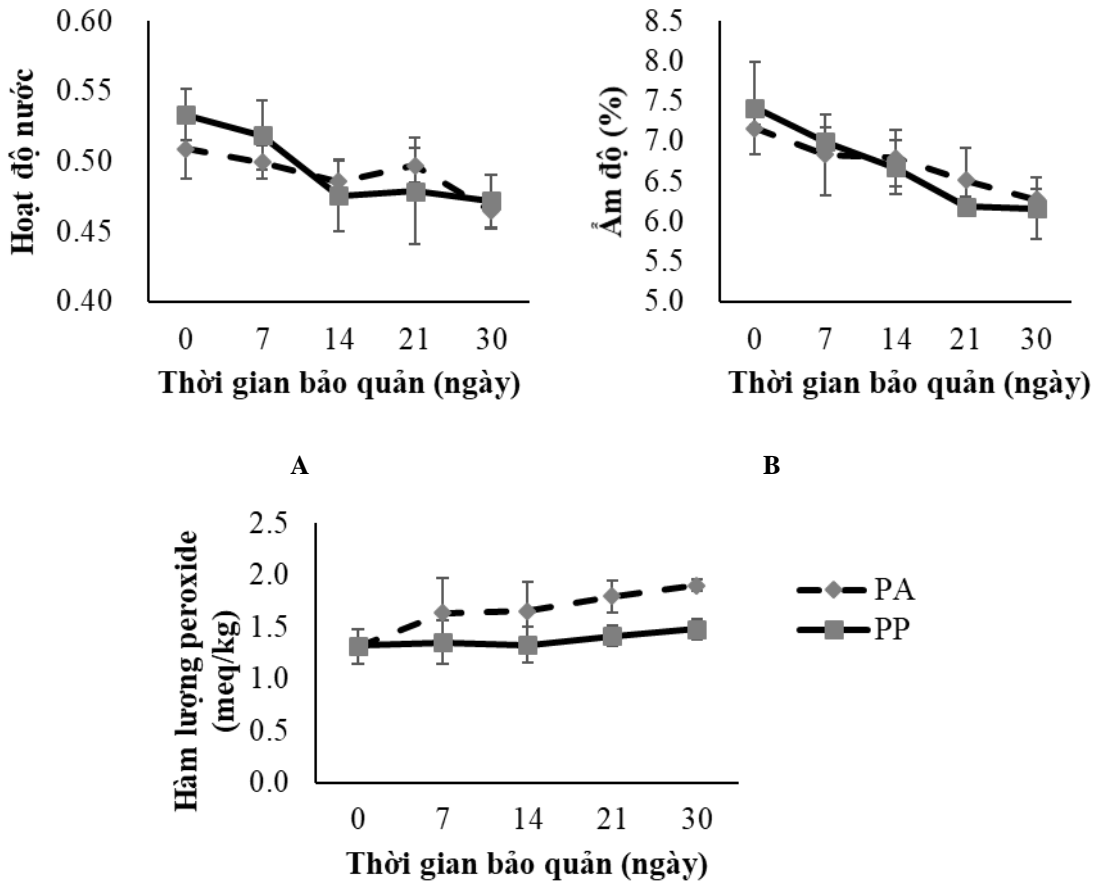 0.60
0.55
0.50
0.45
0.40
Hoạt độ nước
0 7 14 21 30
Thời gian bảo quản (ngày)
8.5
8.0
7.5
7.0
6.5
6.0
5.5
5.0
Ẫm độ (%)
0 7 14 21 30
Thời gian bảo quản (ngày)
A
B
2.5
2.0
1.5
1.0
0.5
0.0
Hàm lượng peroxide
(meq/kg)
0 7 14 21 30
Thời gian bảo quản (ngày)
PA
PP